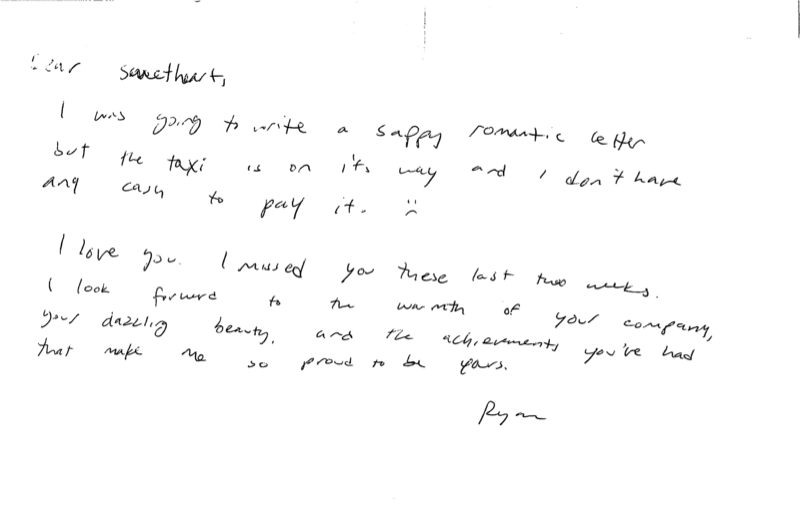 Dear sweetheart,
I was going to write a sappy romantic letter
but the taxi is on it's way and I don't have
any cash to pay it. :(
I love you. I missed you these last two weeks.
I look forward to the warmth of your company,
your dazzling beauty, and the achievements you've had
that make me so proud to be yours.
Ryan